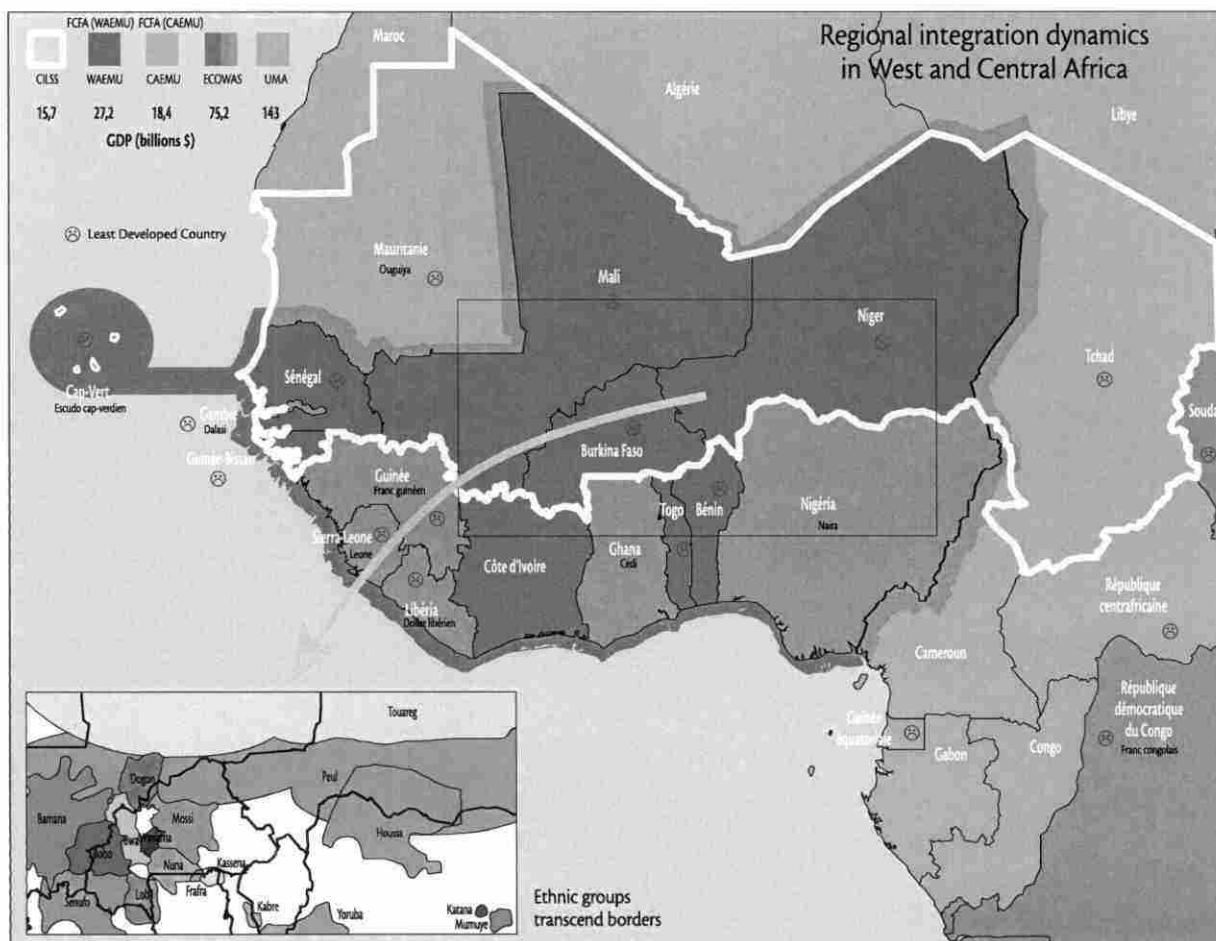 FCFA (WAEMU) FCFA (CAEMU)
CILSS WAEMU CAEMU ECOWAS UMA
15,7 27,2 18,4 75,2 143
GDP (billions $)
Regional integration dynamics
in West and Central Africa
Least Developed Country
Maroc
Algérie
Libye
Mauritanie
Ouguiya
Mali
Niger
Tchad
Cap-Vert
Escudo cap-verdien
Sénégal
Gambie
Dalasi
Guinée-Bissau
Burkina Faso
Guinée
Franc guinéen
Sierra-Leone
Leone
Libéria
Dollar libérien
Côte d'Ivoire
Ghana
Cédi
Togo
Bénin
Nigéria
Naira
Souda
République
centrafricaine
Cameroun
Guinée
équatoriale
Gabon
Congo
République
démocratique
du Congo
Franc congolais
Touareg
Dogon
Peul
Bamana
Mossi
Bwa
Houssa
Bobo
Nuna
Kassena
Senufo
Lobi
Frafra
Kabre
Yoruba
Katana
Mumuye
Ethnic groups
transcend borders